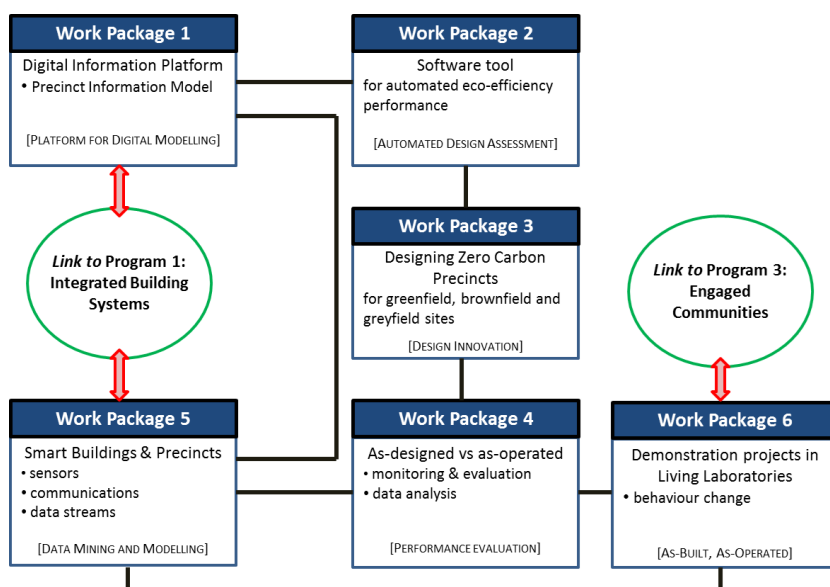 Work Package 1
Digital Information Platform
• Precinct Information Model
[PLATFORM FOR DIGITAL MODELLING]
Work Package 2
Software tool
for automated eco-efficiency
performance
[AUTOMATED DESIGN ASSESSMENT]
Work Package 3
Designing Zero Carbon
Precincts
for greenfield, brownfield and
greyfield sites
[DESIGN INNOVATION]
Link to Program 1:
Integrated Building
Systems
Link to Program 3:
Engaged
Communities
Work Package 5
Smart Buildings & Precincts
• sensors
• communications
• data streams
[DATA MINING AND MODELLING]
Work Package 4
As-designed vs as-operated
• monitoring & evaluation
• data analysis
[PERFORMANCE EVALUATION]
Work Package 6
Demonstration projects in
Living Laboratories
• behaviour change
[AS-BUILT, AS-OPERATED]